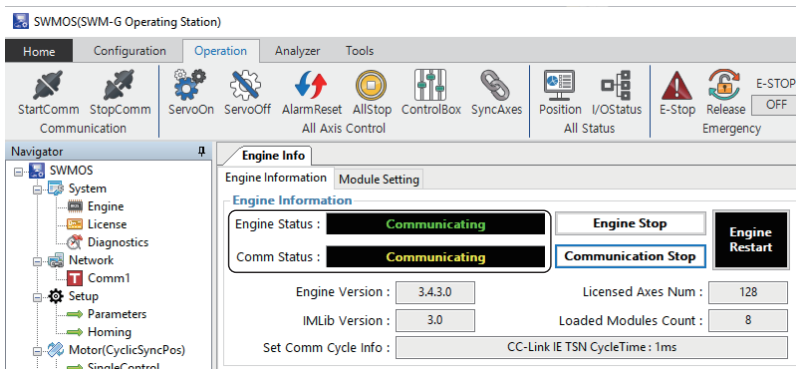 SWMOS(SWM-G Operating Station)
Home Configuration Operation Analyzer Tools
StartComm StopComm ServoOn ServoOff AlarmReset AllStop ControlBox SyncAxes Position I/OStatus E-Stop Release E-STOP OFF
Communication All Axis Control All Status Emergency
Navigator
SWMOS
System
Engine
License
Diagnostics
Network
T Comm1
Setup
Parameters
Homing
Motor(CyclicSyncPos)
SingleControl
Engine Info
Engine Information Module Setting
Engine Information
Engine Status : Communicating Engine Stop Engine Restart
Comm Status : Communicating Communication Stop
Engine Version : 3.4.3.0 Licensed Axes Num : 128
IMLib Version : 3.0 Loaded Modules Count : 8
Set Comm Cycle Info : CC-Link IE TSN CycleTime : 1ms